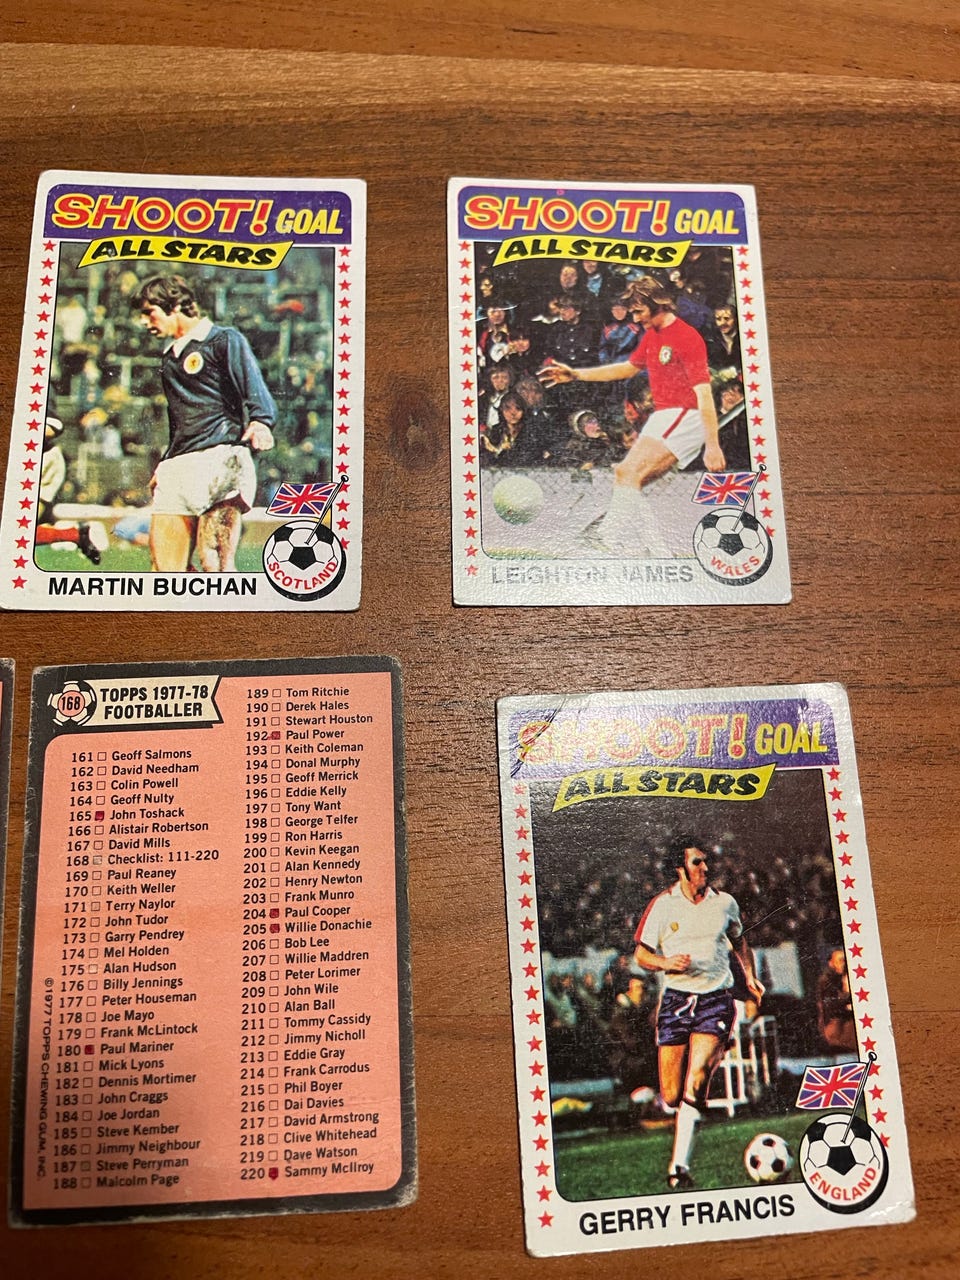 SHOOT! GOAL
ALL STARS
SCOTLAND
MARTIN BUCHAN
SHOOT! GOAL
ALL STARS
WALES
LEIGHTON JAMES
168
TOPPS 1977-78
FOOTBALLER
161 Geoff Salmons
162 David Needham
163 Colin Powell
164 Geoff Nulty
165 John Toshack
166 Alistair Robertson
167 David Mills
168 Checklist: 111-220
169 Paul Reaney
170 Keith Weller
171 Terry Naylor
172 John Tudor
173 Garry Pendrey
174 Mel Holden
175 Alan Hudson
176 Billy Jennings
177 Peter Houseman
178 Joe Mayo
179 Frank McLintock
180 Paul Mariner
181 Mick Lyons
182 Dennis Mortimer
183 John Craggs
184 Joe Jordan
185 Steve Kember
186 Jimmy Neighbour
187 Steve Perryman
188 Malcolm Page
189 Tom Ritchie
190 Derek Hales
191 Stewart Houston
192 Paul Power
193 Keith Coleman
194 Donal Murphy
195 Geoff Merrick
196 Eddie Kelly
197 Tony Want
198 George Telfer
199 Ron Harris
200 Kevin Keegan
201 Alan Kennedy
202 Henry Newton
203 Frank Munro
204 Paul Cooper
205 Willie Donachie
206 Bob Lee
207 Willie Maddren
208 Peter Lorimer
209 John Wile
210 Alan Ball
211 Tommy Cassidy
212 Jimmy Nicholl
213 Eddie Gray
214 Frank Carrodus
215 Phil Boyer
216 Dai Davies
217 David Armstrong
218 Clive Whitehead
219 Dave Watson
220 Sammy McIlroy
©1977 TOPPS CHEWING GUM, INC.
SHOOT! GOAL
ALL STARS
ENGLAND
GERRY FRANCIS